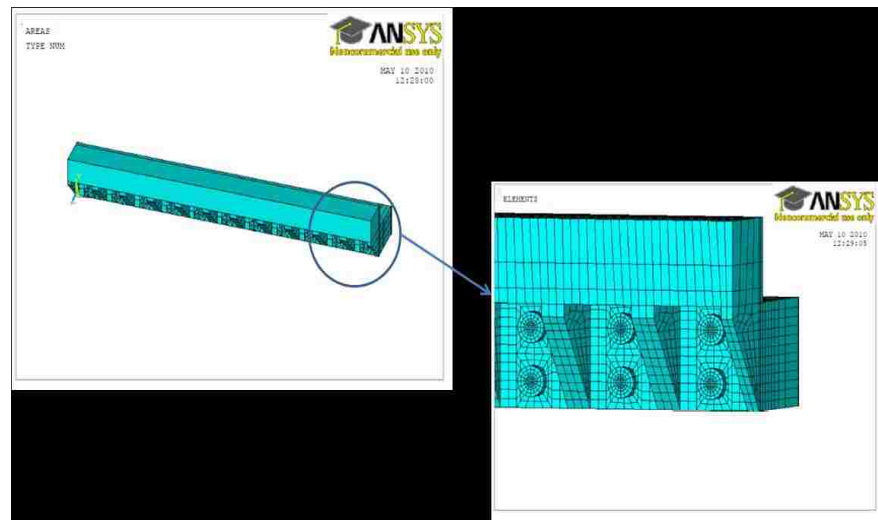 AREAS
TYPE NUM
ANSYS
Noncommercial use only
MAY 10 2010
12:28:00
ELEMENTS
ANSYS
Noncommercial use only
MAY 10 2010
12:29:05